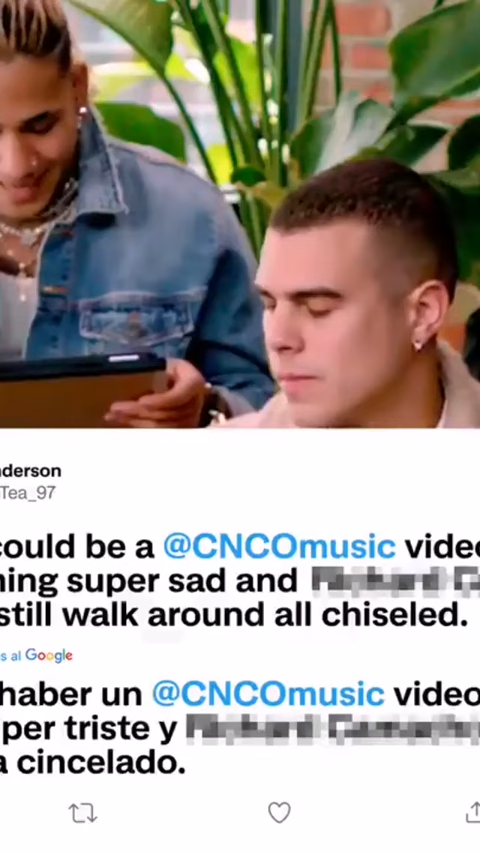 nderson
Tea_97
could be a @CNCOmusic vide
ning super sad and
still walk around all chiseled.
s al Google
haber un @CNCOmusic video
per triste y
a cincelado.